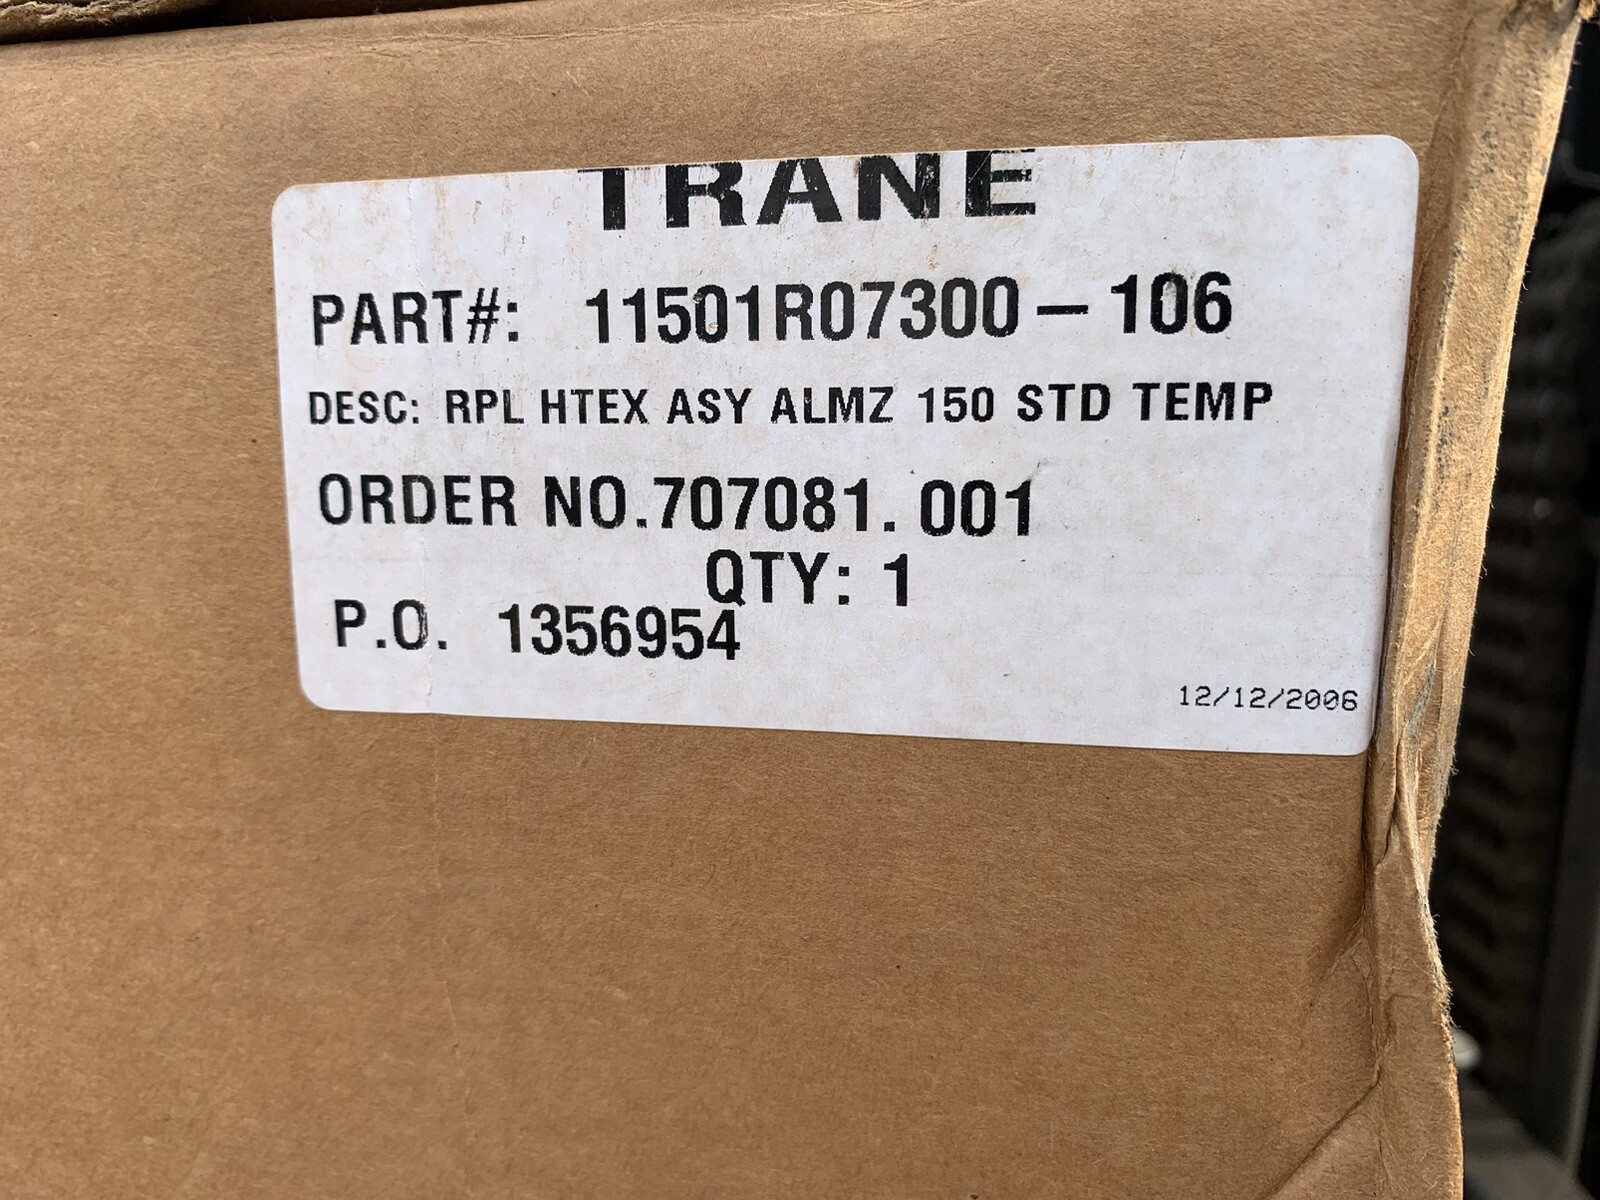 TRANE
PART#: 11501R07300-106
DESC: RPL HTEX ASY ALMZ 150 STD TEMP
ORDER NO.707081.001
QTY: 1
P.O. 1356954
12/12/2006